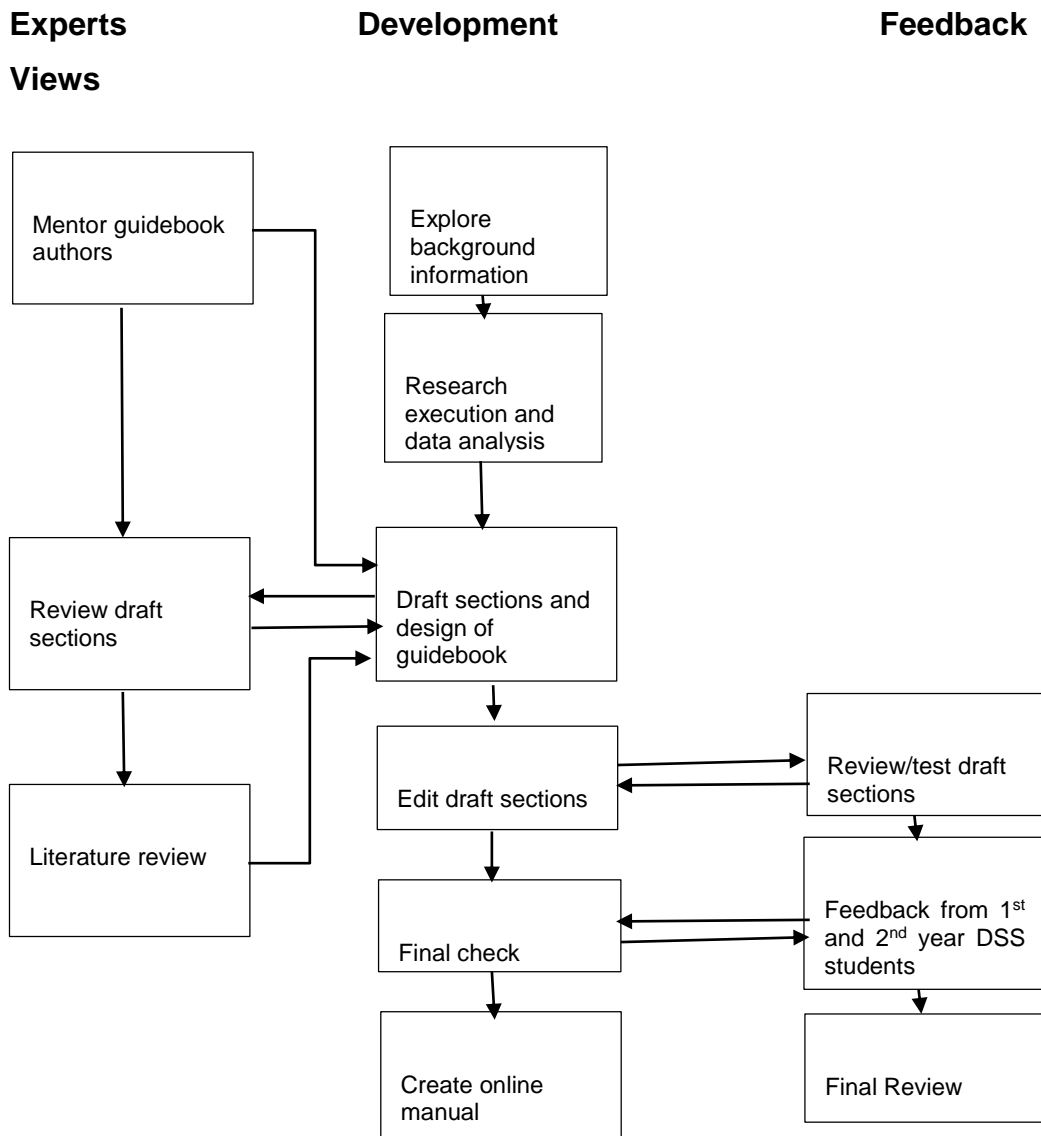 Experts Development Feedback
Views
Mentor guidebook
authors
Explore
background
information
Research
execution and
data analysis
Review draft
sections
Draft sections and
design of
guidebook
Edit draft sections
Review/test draft
sections
Literature review
Final check
Feedback from 1st
and 2nd year DSS
students
Create online
manual
Final Review